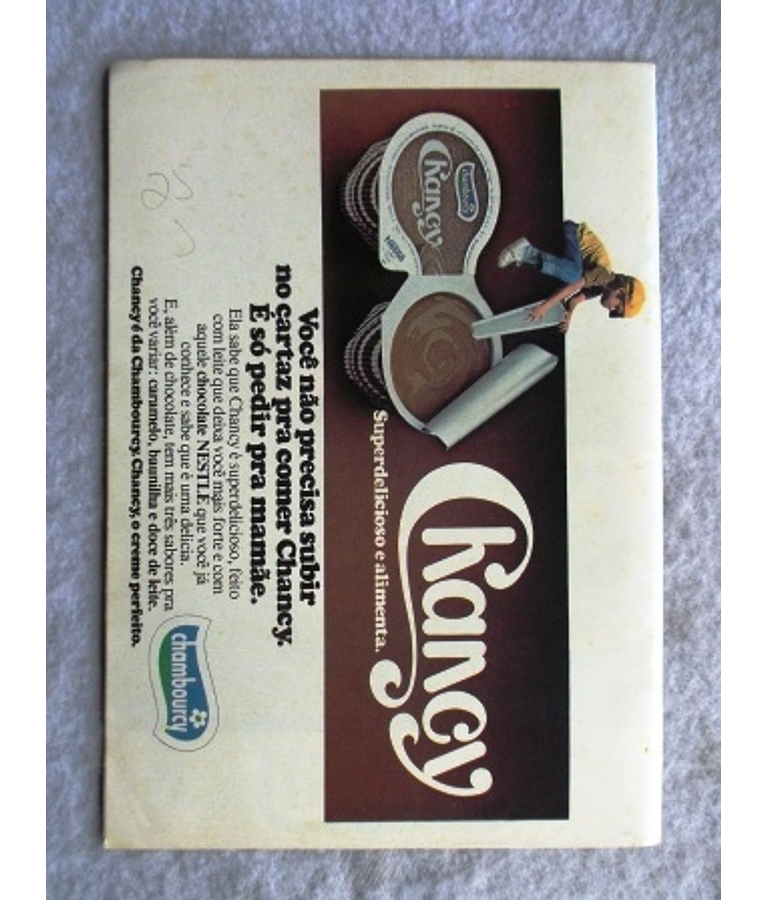 Chancy
Superdelicioso e alimenta.
chambourcy
Chancy
Nestlé
Você não precisa subir
no cartaz pra comer Chancy.
É só pedir pra mamãe.
Ela sabe que Chancy é superdelicioso, feito
com leite que deixa você mais forte e com
aquele chocolate NESTLÉ que você já
conhece e sabe que é uma delícia.
E, além de chocolate, tem mais três sabores pra
você variar: caramelo, baunilha e doce de leite.
Chancy é da Chambourcy. Chancy, o creme perfeito.
chambourcy